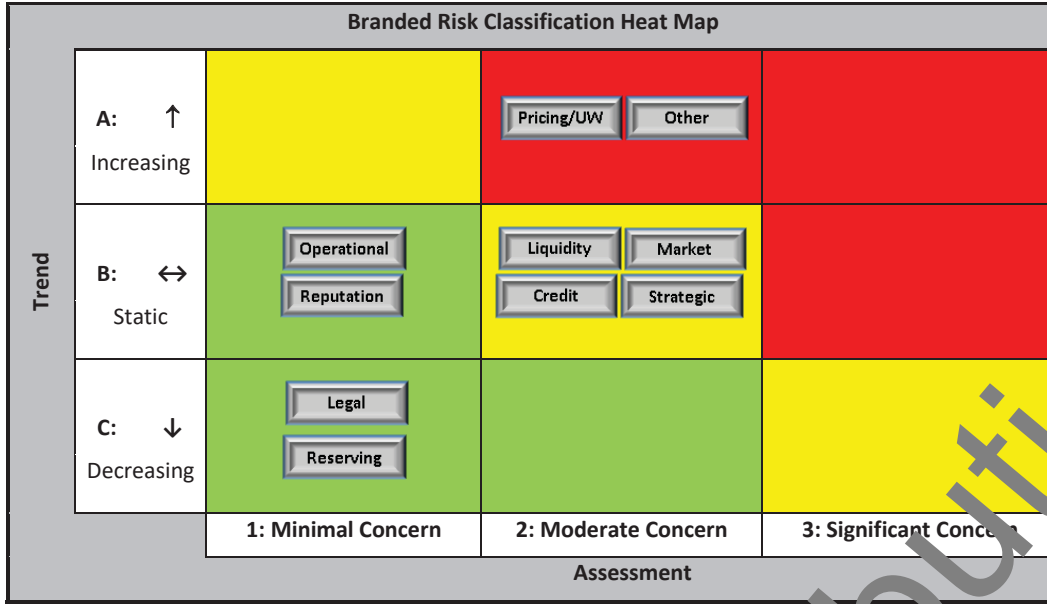 Branded Risk Classification Heat Map
Trend
A: ↑
Increasing
Pricing/UW Other
B: ↔
Static
Operational
Reputation
Liquidity Market
Credit Strategic
C: ↓
Decreasing
Legal
Reserving
1: Minimal Concern 2: Moderate Concern 3: Significant Concern
Assessment